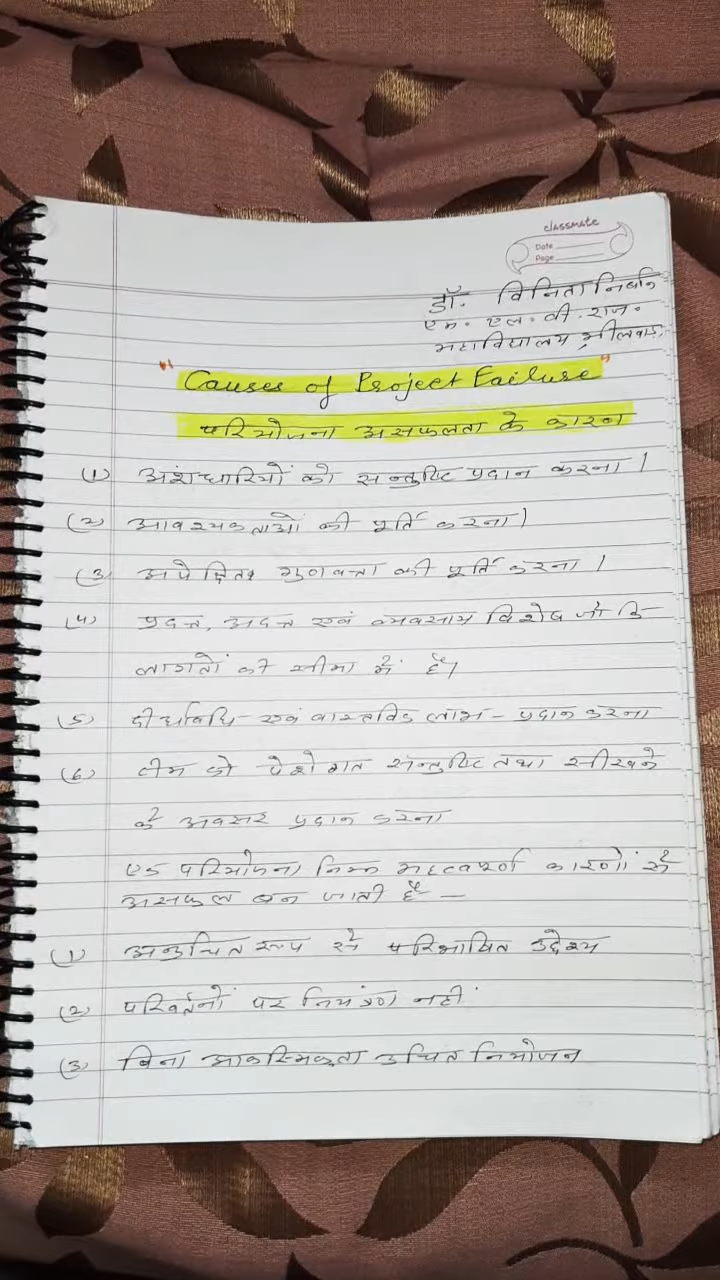 classmate
Date
Page
डॉ. विनिता
एम. एल. वी. राज.
महाविद्यालय, भीलवाड़ा
"Causes of Project Failure"
परियोजना असफलता के कारण
(1) अंशधारियों को सन्तुष्टि प्रदान करना।
(2) आवश्यकताओं की पूर्ति करना।
(3) अपेक्षित गुणवत्ता की पूर्ति करना।
(4) प्रदत्त, अदत्त एवं व्यवसाय विशेष जो कि
लागतों की सीमा में है।
(5) दीर्घावधि एवं वास्तविक लाभ - प्रदान करना
(6) टीम को पेशेगत सन्तुष्टि तथा सीखने
के अवसर प्रदान करना
एक परियोजना निम्न महत्वपूर्ण कारणों से
असफल बन जाती है -
(1) अनुचित रूप से परिभाषित उद्देश्य
(2) परिवर्तनों पर नियंत्रण नहीं
(3) बिना आकस्मिकता उचित नियोजन